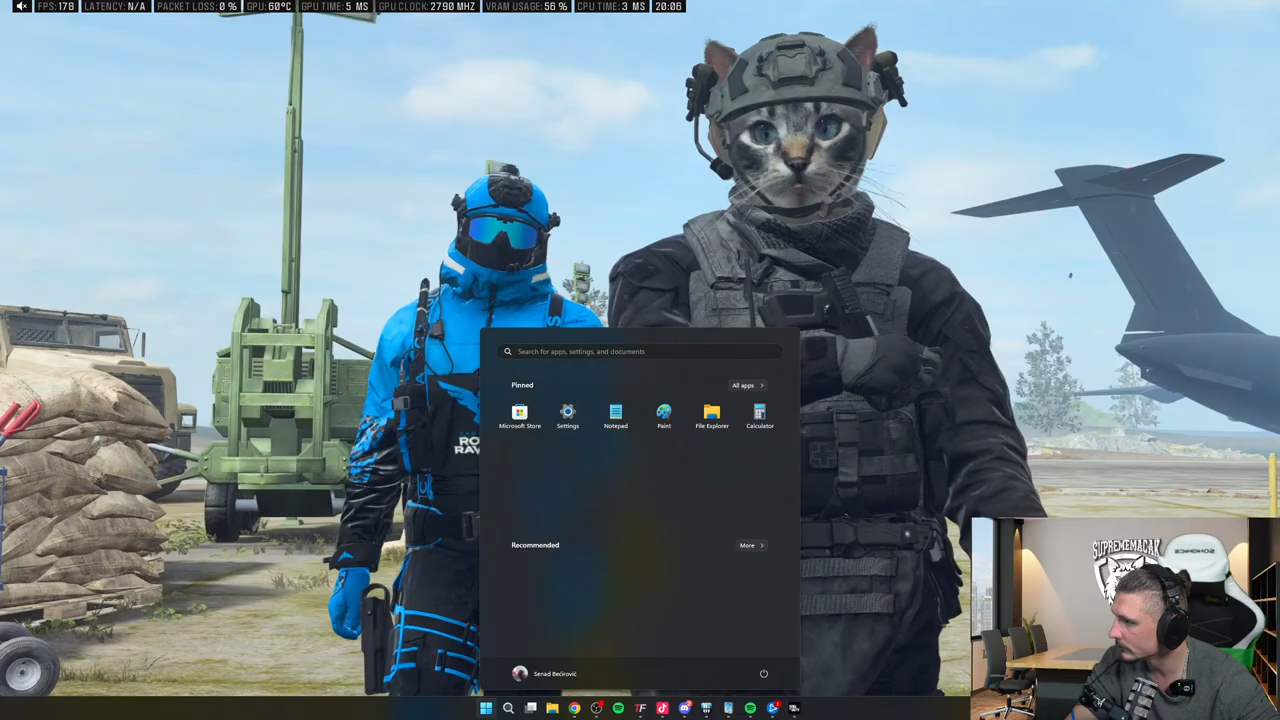 FPS: 178 LATENCY: N/A PACKET LOSS: 0 % GPU: 60°C GPU TIME: 5 MS GPU CLOCK: 2790 MHZ VRAM USAGE: 56 % CPU TIME: 3 MS 20:06
Search for apps, settings, and documents
Pinned
All apps
Microsoft Store Settings Notepad Paint File Explorer Calculator
Recommended
More
Senad Bećirović
SUPREMEMACAK